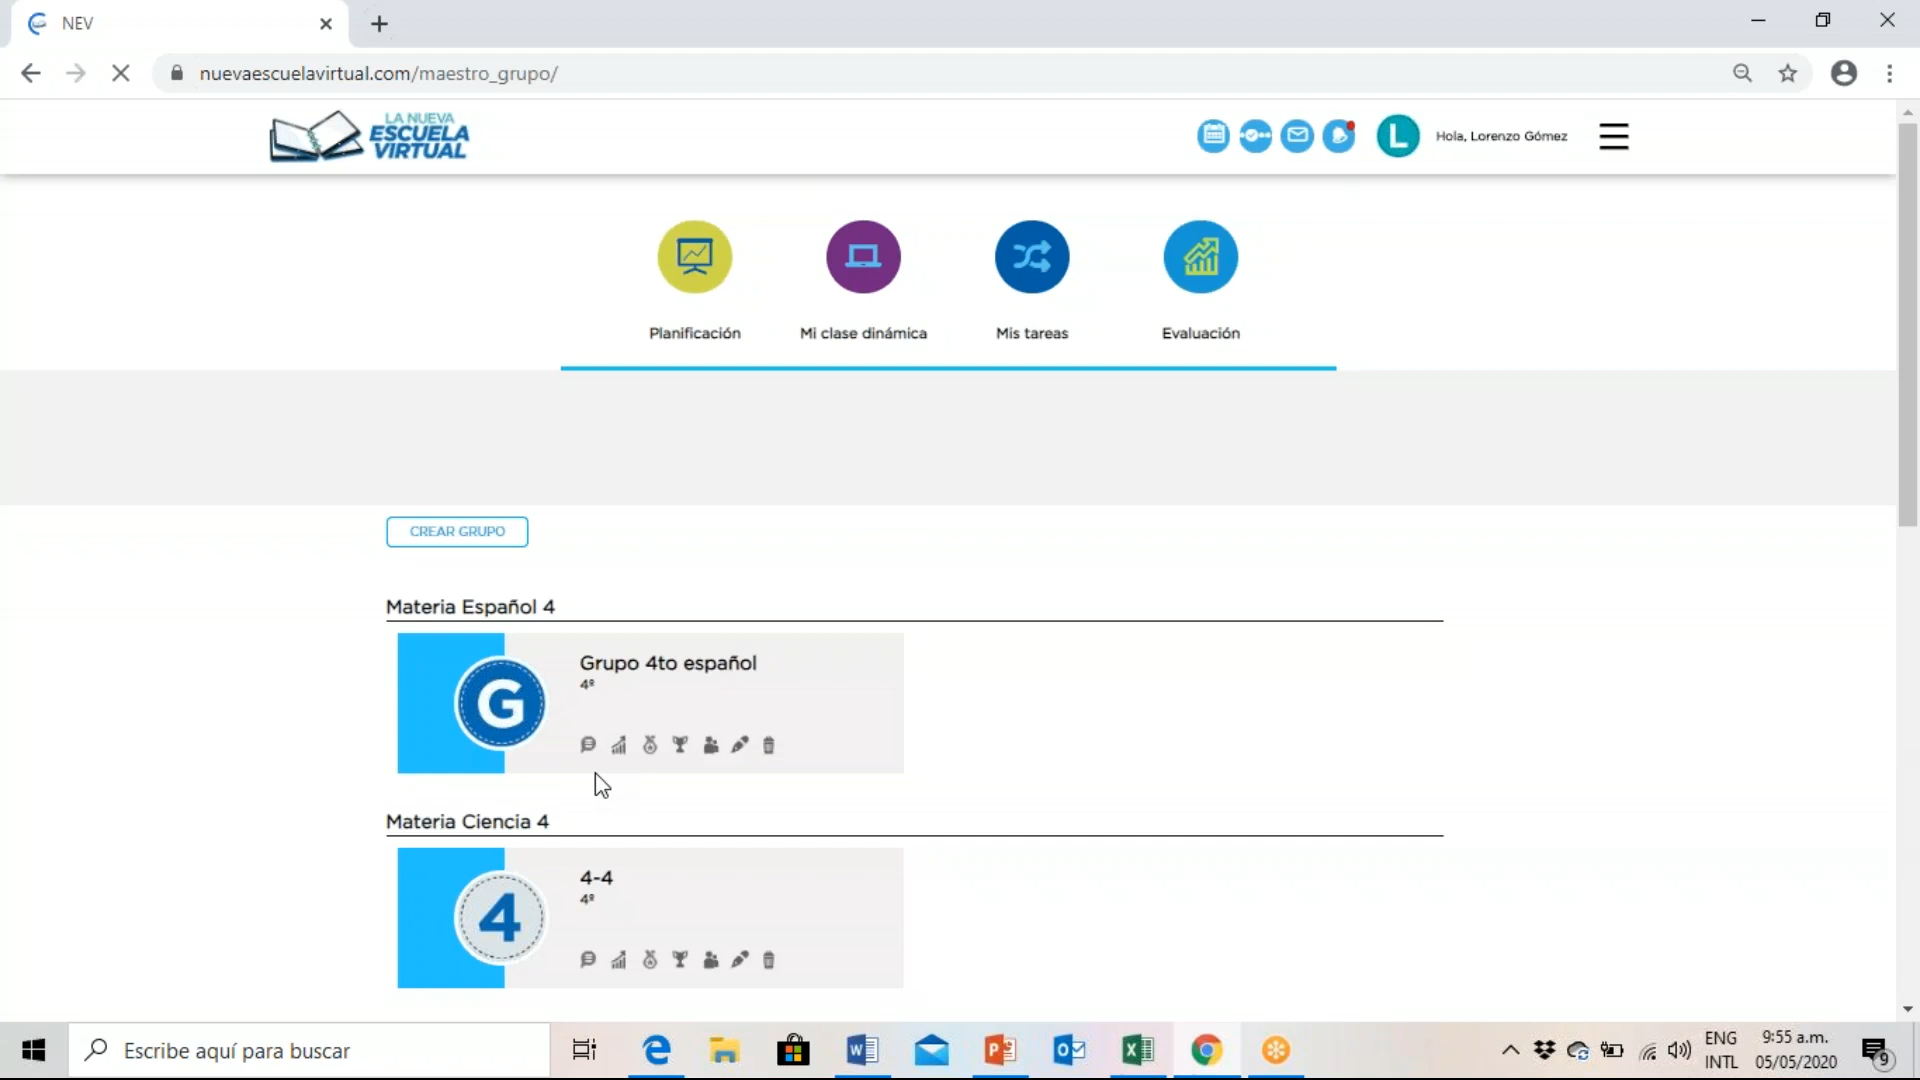 NEV
nuevaescuelavirtual.com/maestro_grupo/
LA NUEVA
ESCUELA
VIRTUAL
L
Hola, Lorenzo Gómez
Planificación
Mi clase dinámica
Mis tareas
Evaluación
CREAR GRUPO
Materia Español 4
G
Grupo 4to español
4º
Materia Ciencia 4
4
4-4
4º
Escribe aquí para buscar
ENG
INTL
9:55 a.m.
05/05/2020
9